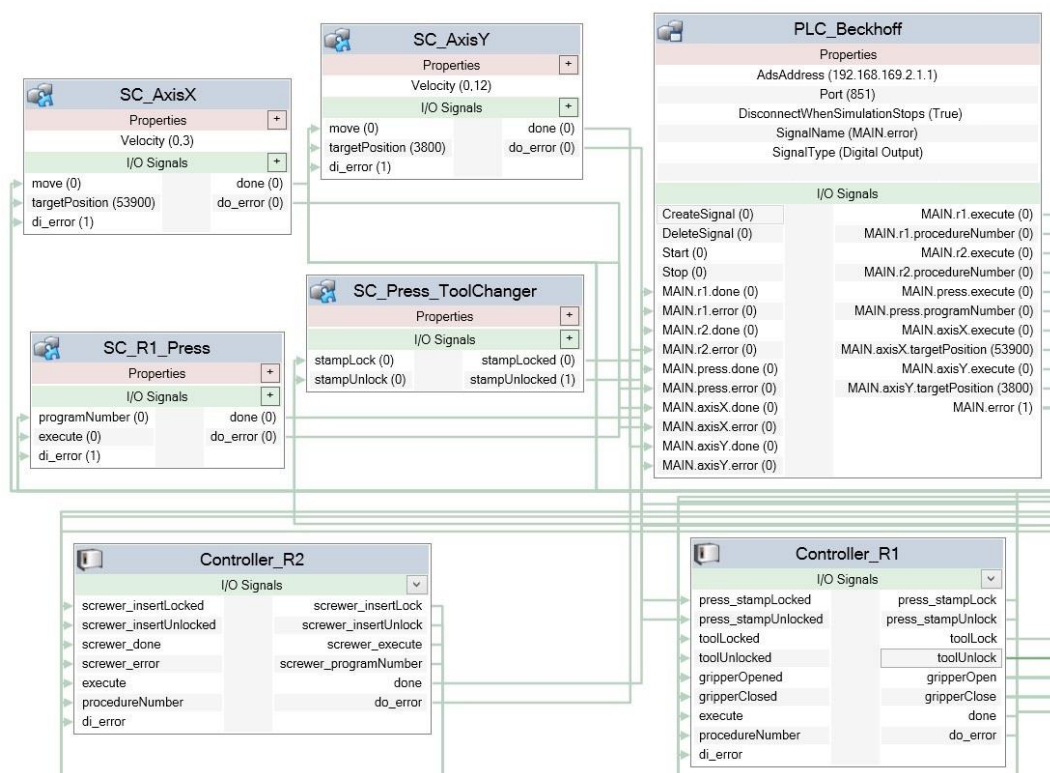 SC_AxisX
Properties +
Velocity (0,3)
I/O Signals +
move (0) done (0)
targetPosition (53900) do_error (0)
di_error (1)
SC_AxisY
Properties +
Velocity (0,12)
I/O Signals +
move (0) done (0)
targetPosition (3800) do_error (0)
di_error (1)
PLC_Beckhoff
Properties
AdsAddress (192.168.169.2.1.1)
Port (851)
DisconnectWhenSimulationStops (True)
SignalName (MAIN.error)
SignalType (Digital Output)
I/O Signals
CreateSignal (0) MAIN.r1.execute (0)
DeleteSignal (0) MAIN.r1.procedureNumber (0)
Start (0) MAIN.r2.execute (0)
Stop (0) MAIN.r2.procedureNumber (0)
MAIN.r1.done (0) MAIN.press.execute (0)
MAIN.r1.error (0) MAIN.press.programNumber (0)
MAIN.r2.done (0) MAIN.axisX.execute (0)
MAIN.r2.error (0) MAIN.axisX.targetPosition (53900)
MAIN.press.done (0) MAIN.axisY.execute (0)
MAIN.press.error (0) MAIN.axisY.targetPosition (3800)
MAIN.axisX.done (0) MAIN.error (1)
MAIN.axisX.error (0)
MAIN.axisY.done (0)
MAIN.axisY.error (0)
SC_Press_ToolChanger
Properties +
I/O Signals +
stampLock (0) stampLocked (0)
stampUnlock (0) stampUnlocked (1)
SC_R1_Press
Properties +
I/O Signals +
programNumber (0) done (0)
execute (0) do_error (0)
di_error (1)
Controller_R2
I/O Signals
screwer_insertLocked screwer_insertLock
screwer_insertUnlocked screwer_insertUnlock
screwer_done screwer_execute
screwer_error screwer_programNumber
execute done
procedureNumber do_error
di_error
Controller_R1
I/O Signals
press_stampLocked press_stampLock
press_stampUnlocked press_stampUnlock
toolLocked toolLock
toolUnlocked toolUnlock
gripperOpened gripperOpen
gripperClosed gripperClose
execute done
procedureNumber do_error
di_error